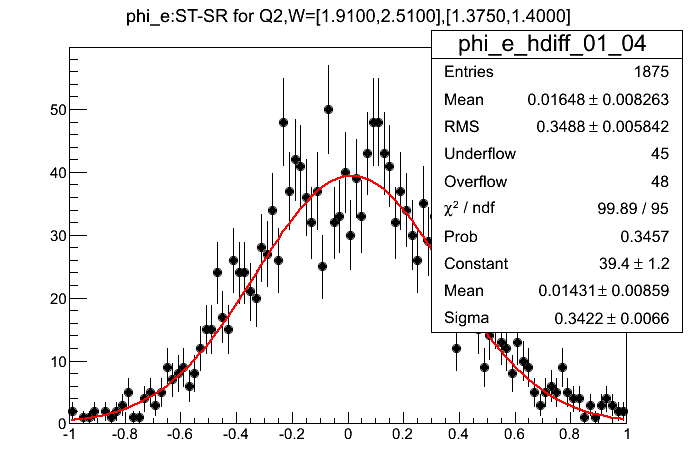 phi_e:ST-SR for Q2,W=[1.9100,2.5100],[1.3750,1.4000]
phi_e_hdiff_01_04
Entries 1875
Mean 0.01648 ± 0.008263
RMS 0.3488 ± 0.005842
Underflow 45
Overflow 48
χ² / ndf 99.89 / 95
Prob 0.3457
Constant 39.4 ± 1.2
Mean 0.01431 ± 0.00859
Sigma 0.3422 ± 0.0066
50
40
30
20
10
0
-1 -0.8 -0.6 -0.4 -0.2 0 0.2 0.4 0.6 0.8 1